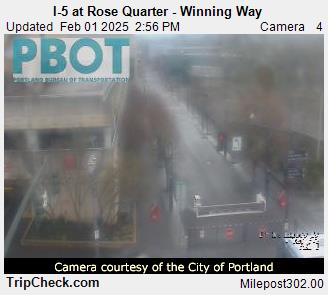 I-5 at Rose Quarter - Winning Way
Updated Feb 01 2025 2:56 PM Camera 4
PBOT
PORTLAND BUREAU OF TRANSPORTATION
Camera courtesy of the City of Portland
TripCheck.com Milepost302.00